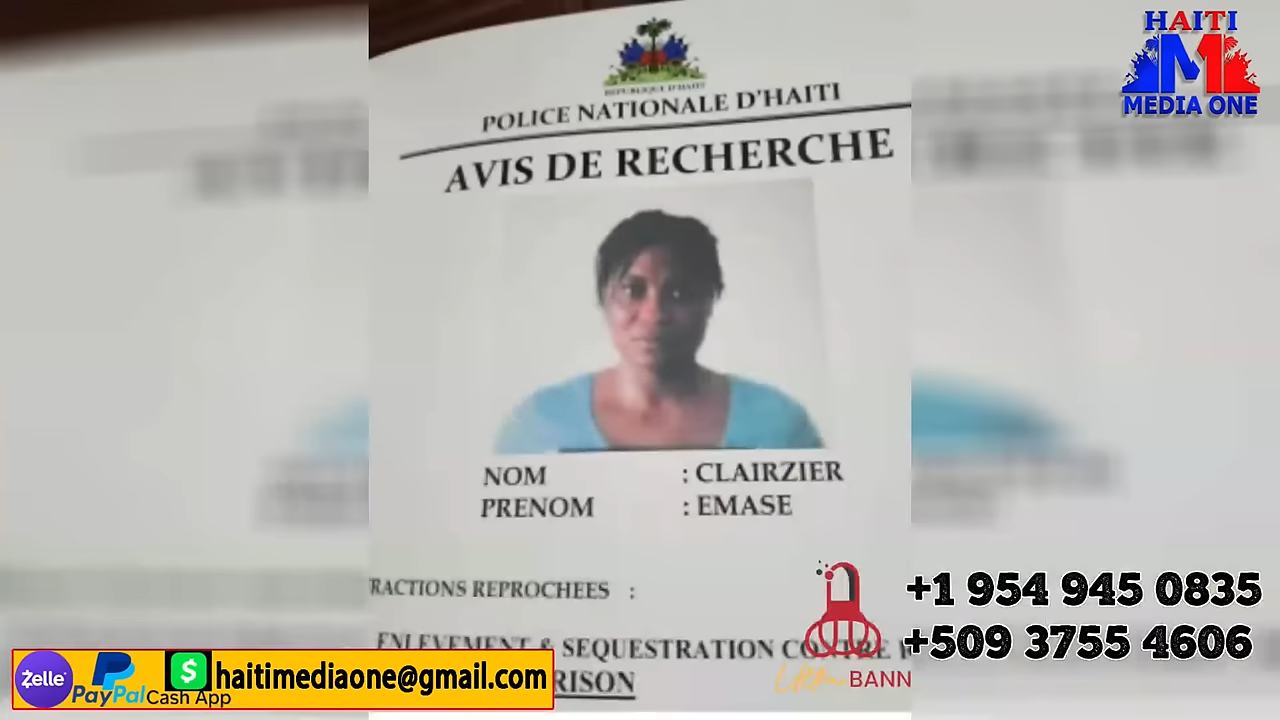 HAITI
M
MEDIA ONE
REPUBLIQUE D'HAITI
POLICE NATIONALE D'HAITI
AVIS DE RECHERCHE
NOM : CLAIRZIER
PRENOM : EMASE
RACTIONS REPROCHEES :
ENLEVEMENT & SEQUESTRATION CONTRE
RISON
BANN
+1 954 945 0835
+509 3755 4606
Zelle
PayPal
$
Cash App
haitimediaone@gmail.com